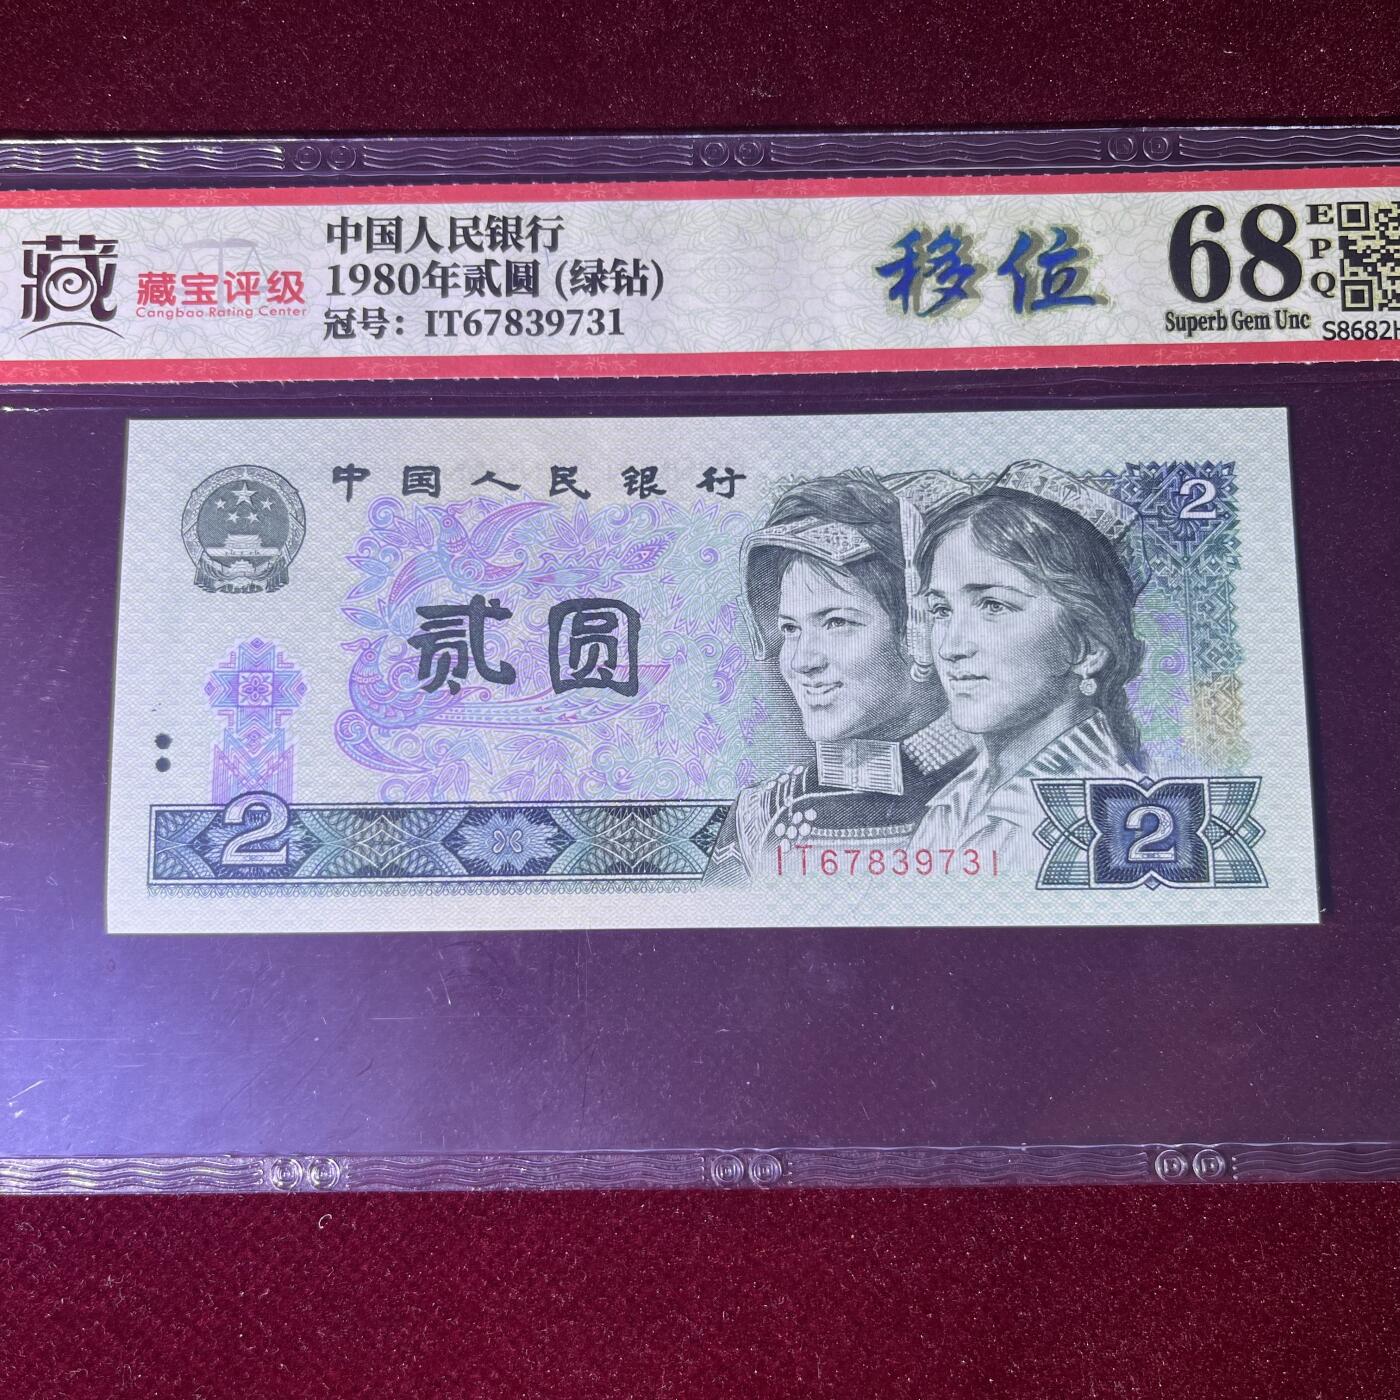 藏
藏宝评级
Cangbao Rating Center
中国人民银行
1980年贰圆 (绿钻)
冠号: IT67839731
移位
68
EPQ
Superb Gem Unc
S8682H
中国人民银行
2
贰圆
2
IT67839731
2